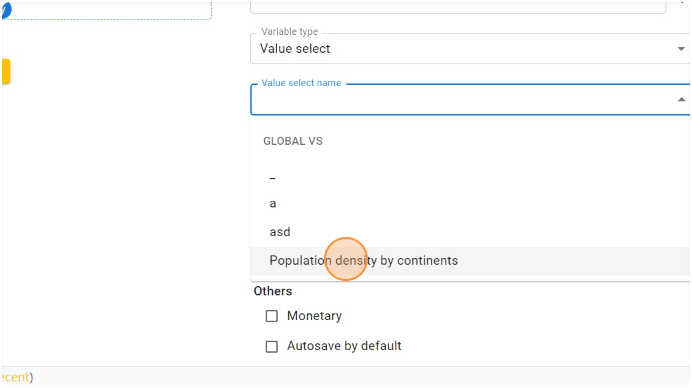 Variable type
Value select
Value select name
GLOBAL VS
_
a
asd
Population density by continents
Others
Monetary
Autosave by default
ecent)